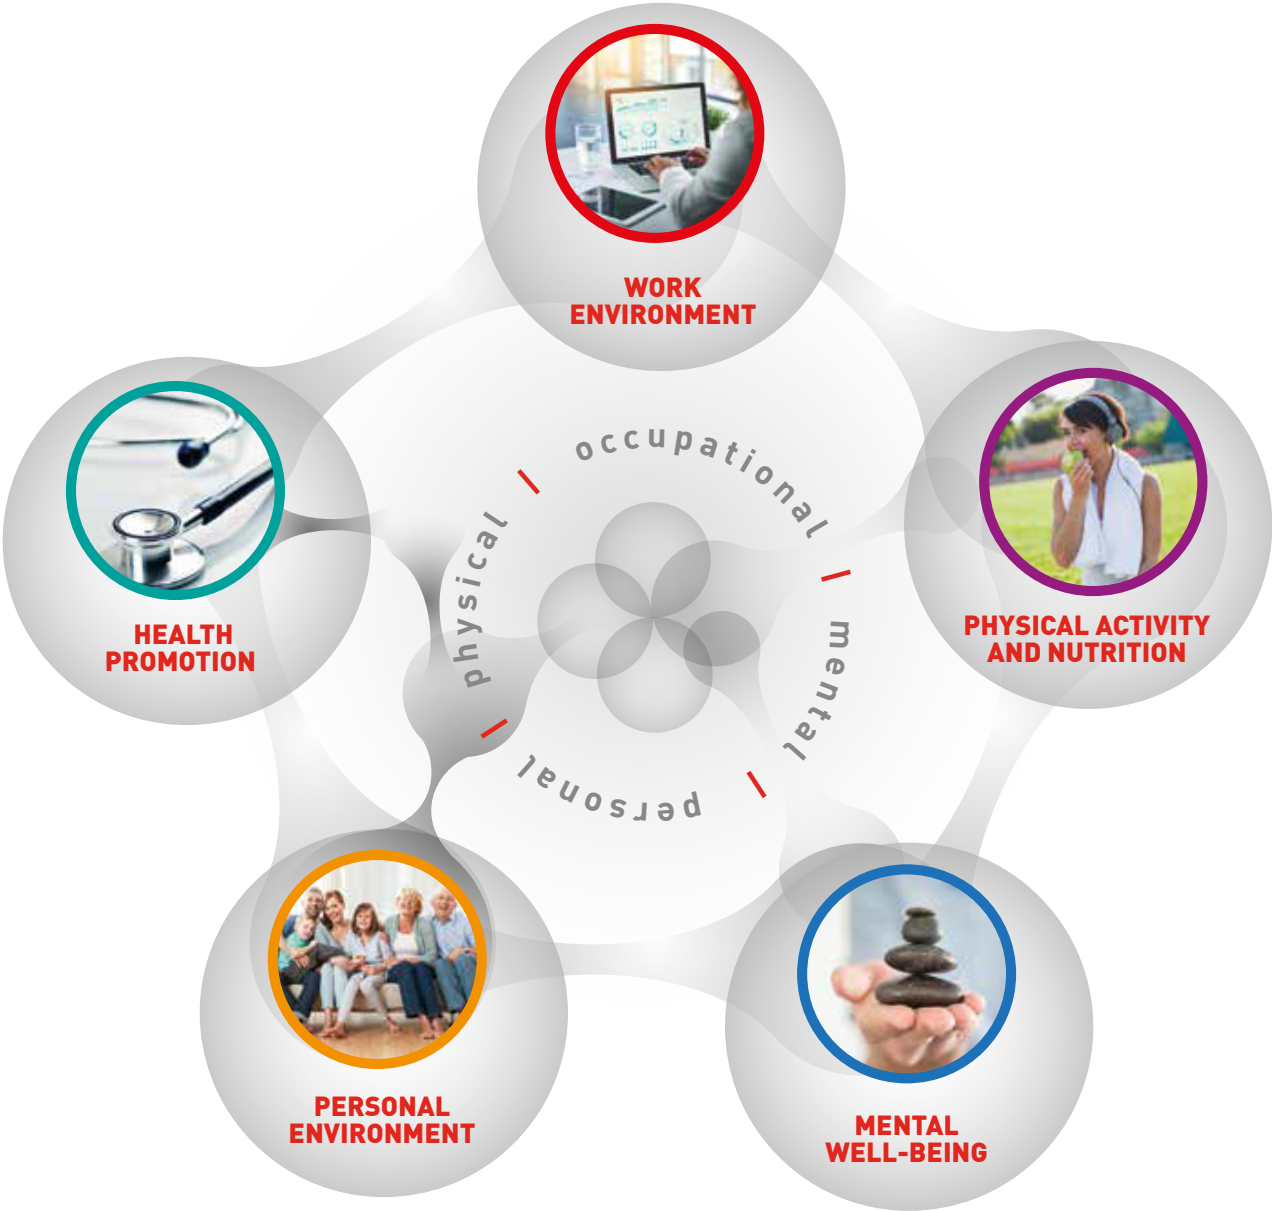 WORK
ENVIRONMENT
HEALTH
PROMOTION
PHYSICAL ACTIVITY
AND NUTRITION
occupational
mental
personal
physical
PERSONAL
ENVIRONMENT
MENTAL
WELL-BEING